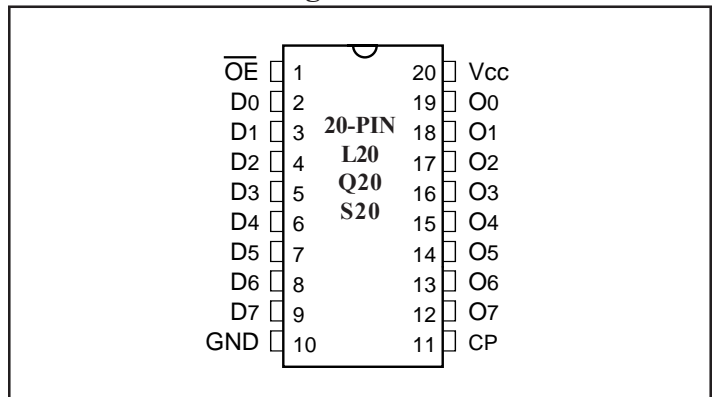 OE 1 20 Vcc
D0 2 19 O0
D1 3 20-PIN 18 O1
D2 4 L20 17 O2
D3 5 Q20 16 O3
D4 6 S20 15 O4
D5 7 14 O5
D6 8 13 O6
D7 9 12 O7
GND 10 11 CP